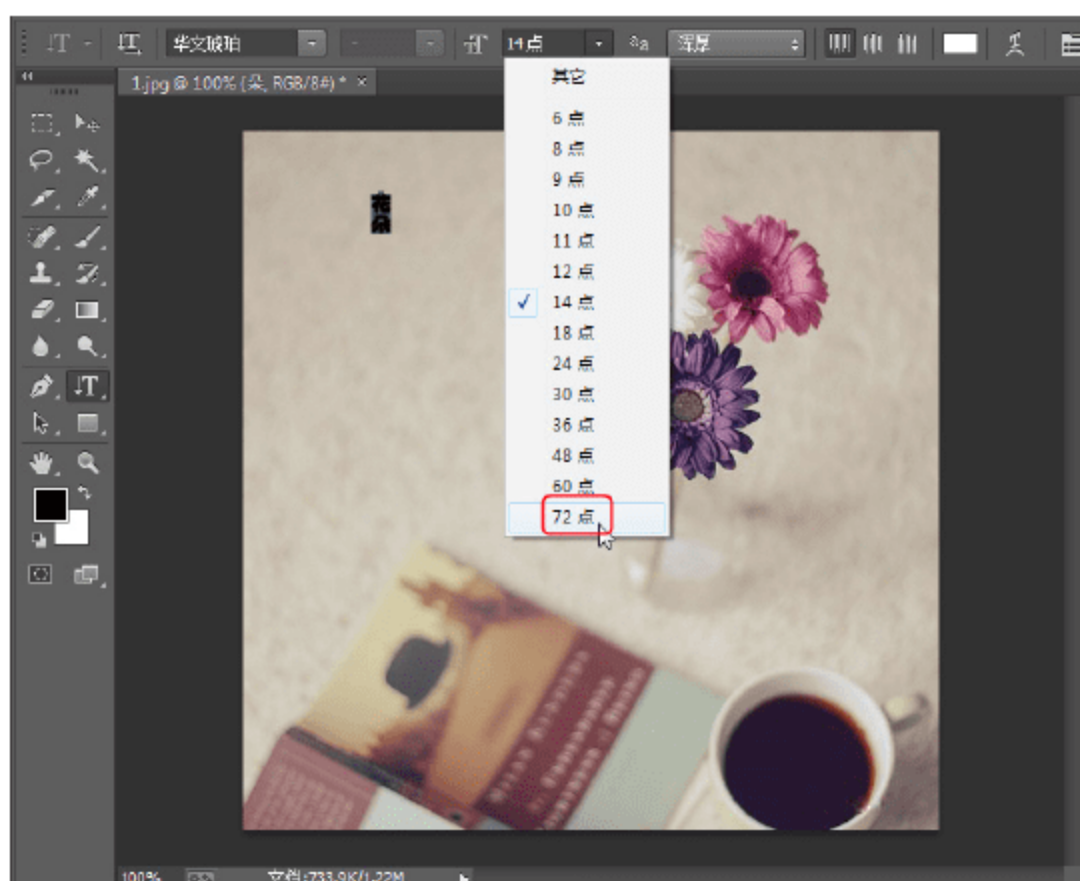 华文琥珀
14点
浑厚
1.jpg @ 100% (朵, RGB/8#) *
其它
6 点
8 点
9 点
10 点
11 点
12 点
14 点
18 点
24 点
30 点
36 点
48 点
60 点
72 点
花
朵
100%
文档:733.9K/1.22M